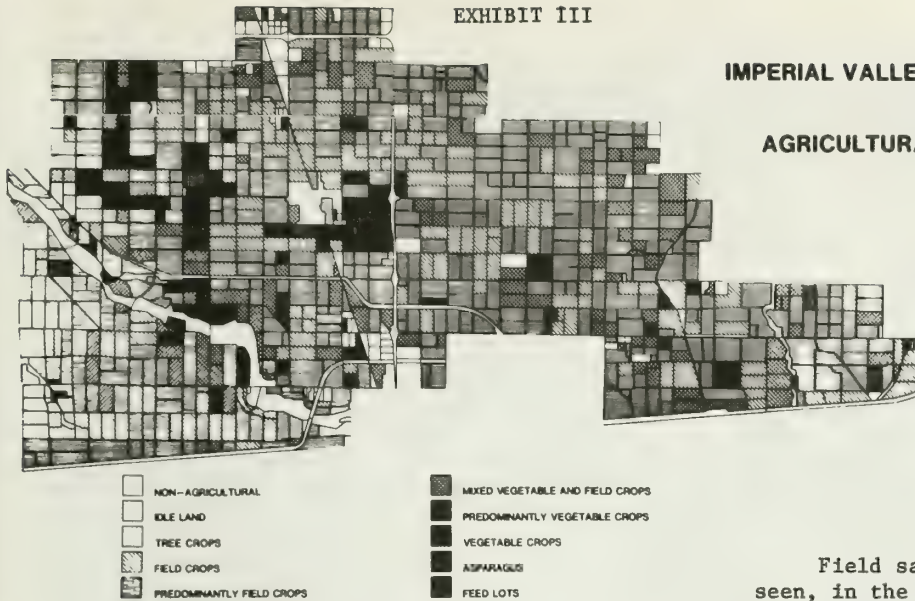 EXHIBIT III
IMPERIAL VALLE
AGRICULTURA
NON-AGRICULTURAL
IDLE LAND
TREE CROPS
FIELD CROPS
PREDOMINANTLY FIELD CROPS
MIXED VEGETABLE AND FIELD CROPS
PREDOMINANTLY VEGETABLE CROPS
VEGETABLE CROPS
ASPARAGUS
FEED LOTS
Field sa
seen, in the